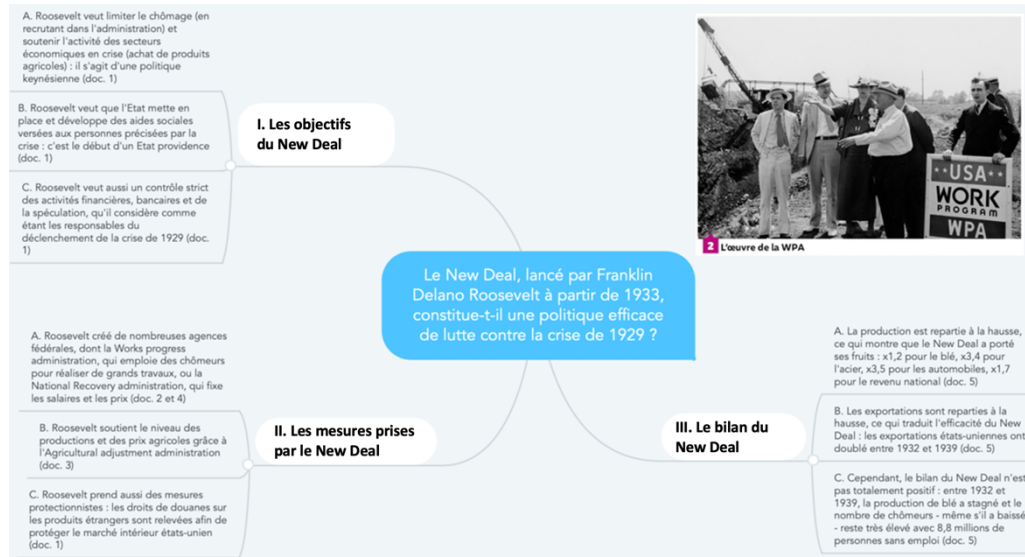 A. Roosevelt veut limiter le chômage (en
recrutant dans l'administration) et
soutenir l'activité des secteurs
économiques en crise (achat de produits
agricoles) : il s'agit d'une politique
keynésienne (doc. 1)
B. Roosevelt veut que l'Etat mette en
place et développe des aides sociales
versées aux personnes précisées par la
crise : c'est le début d'un Etat providence
(doc. 1)
C. Roosevelt veut aussi un contrôle strict
des activités financières, bancaires et de
la spéculation, qu'il considère comme
étant les responsables du
déclenchement de la crise de 1929 (doc.
1)
I. Les objectifs
du New Deal
USA
WORK
PROGRAM
WPA
2 L'œuvre de la WPA
Le New Deal, lancé par Franklin
Delano Roosevelt à partir de 1933,
constitue-t-il une politique efficace
de lutte contre la crise de 1929 ?
A. Roosevelt créé de nombreuses agences
fédérales, dont la Works progress
administration, qui emploie des chômeurs
pour réaliser de grands travaux, ou la
National Recovery administration, qui fixe
les salaires et les prix (doc. 2 et 4)
B. Roosevelt soutient le niveau des
productions et des prix agricoles grâce à
l'Agricultural adjustment administration
(doc. 3)
C. Roosevelt prend aussi des mesures
protectionnistes : les droits de douanes sur
les produits étrangers sont relevées afin de
protéger le marché intérieur états-unien
(doc. 1)
II. Les mesures prises
par le New Deal
III. Le bilan du
New Deal
A. La production est repartie à la hausse,
ce qui montre que le New Deal a porté
ses fruits : x1,2 pour le blé, x3,4 pour
l'acier, x3,5 pour les automobiles, x1,7
pour le revenu national (doc. 5)
B. Les exportations sont reparties à la
hausse, ce qui traduit l'efficacité du New
Deal : les exportations états-uniennes ont
doublé entre 1932 et 1939 (doc. 5)
C. Cependant, le bilan du New Deal n'est
pas totalement positif : entre 1932 et
1939, la production de blé a stagné et le
nombre de chômeurs - même s'il a baissé
- reste très élevé avec 8,8 millions de
personnes sans emploi (doc. 5)